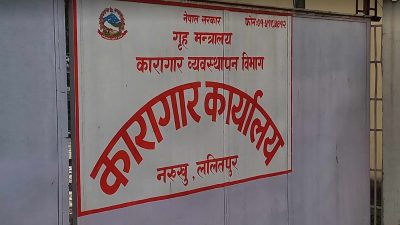 नेपाल सरकार
गृह मन्त्रालय
कारागार व्यवस्थापन विभाग
कारागार कार्यालय
नख्खु, ललितपुर